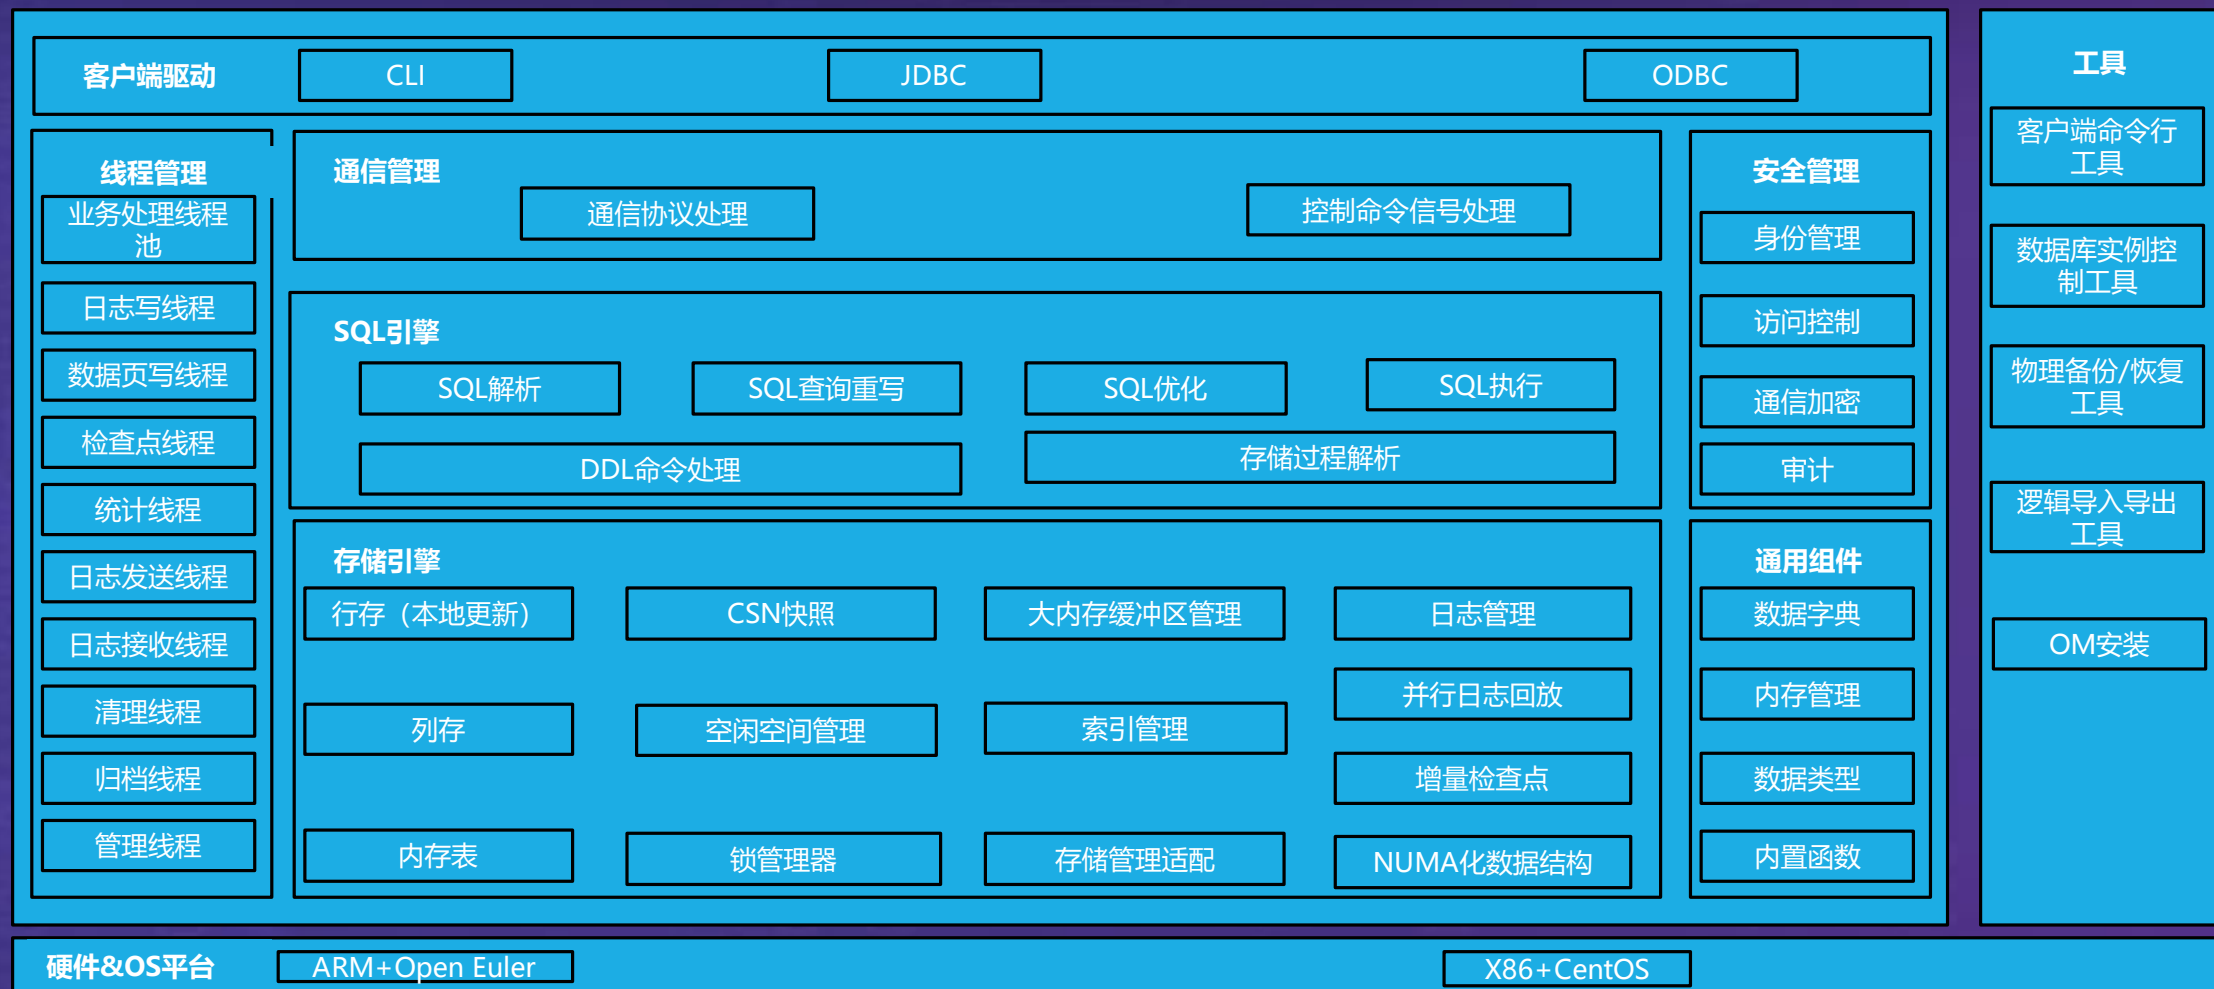 客户端驱动
CLI
JDBC
ODBC
线程管理
业务处理线程
池
日志写线程
数据页写线程
检查点线程
统计线程
日志发送线程
日志接收线程
清理线程
归档线程
管理线程
通信管理
通信协议处理
控制命令信号处理
SQL引擎
SQL解析
SQL查询重写
SQL优化
SQL执行
DDL命令处理
存储过程解析
存储引擎
行存（本地更新）
CSN快照
大内存缓冲区管理
日志管理
并行日志回放
列存
空闲空间管理
索引管理
增量检查点
内存表
锁管理器
存储管理适配
NUMA化数据结构
安全管理
身份管理
访问控制
通信加密
审计
通用组件
数据字典
内存管理
数据类型
内置函数
工具
客户端命令行
工具
数据库实例控
制工具
物理备份/恢复
工具
逻辑导入导出
工具
OM安装
硬件&OS平台
ARM+Open Euler
X86+CentOS